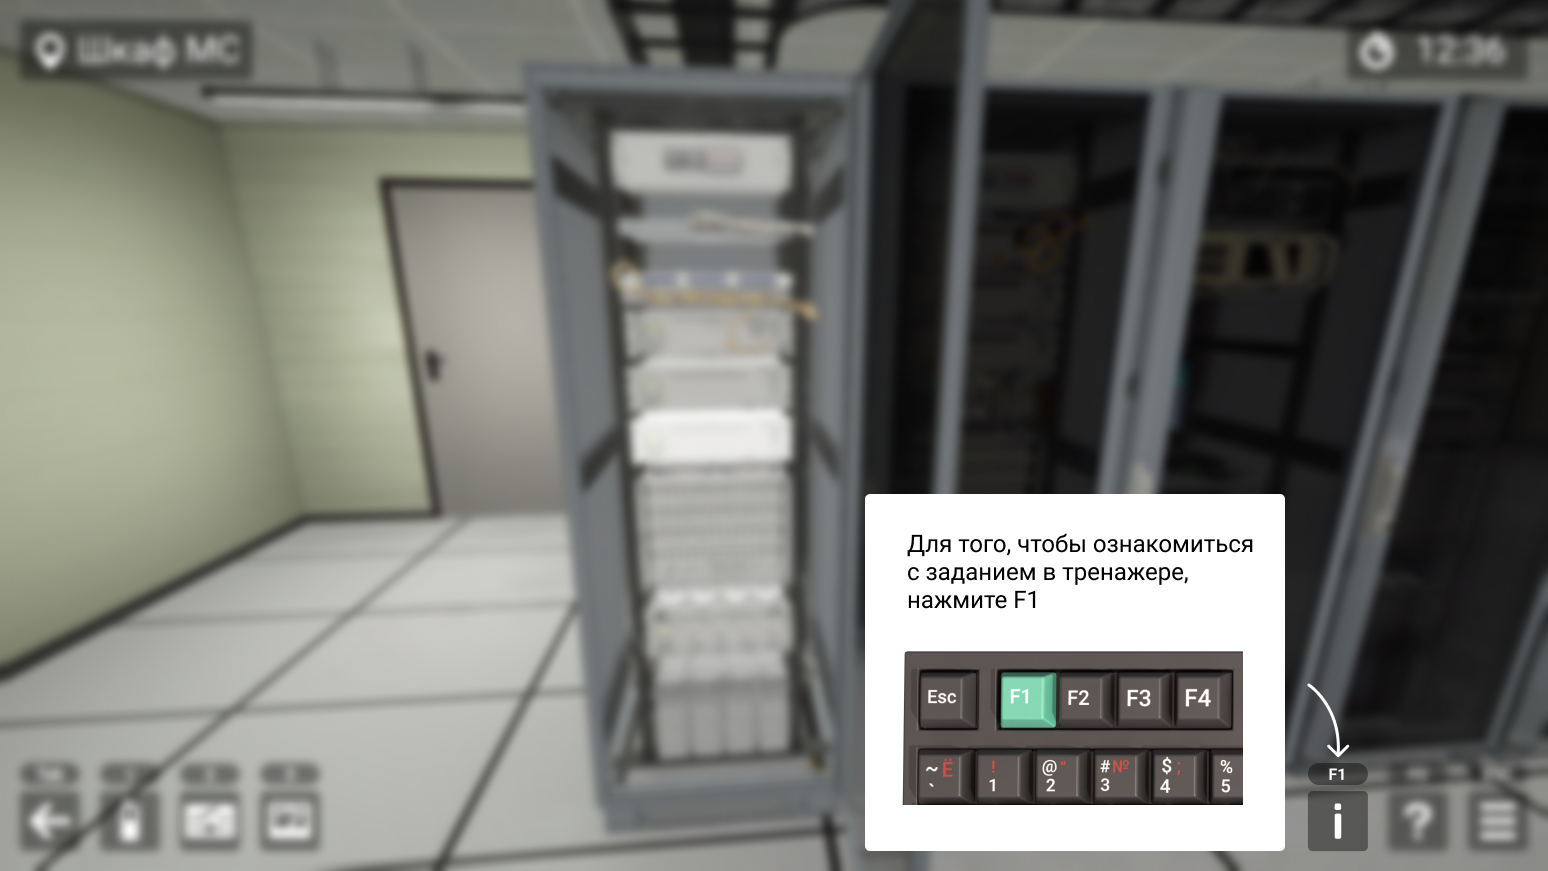 Шкаф МС
12:36
Для того, чтобы ознакомиться
с заданием в тренажере,
нажмите F1
Esc F1 F2 F3 F4
~ Ё ! @ " # № $ ; %
` 1 2 3 4 5
F1
i ?